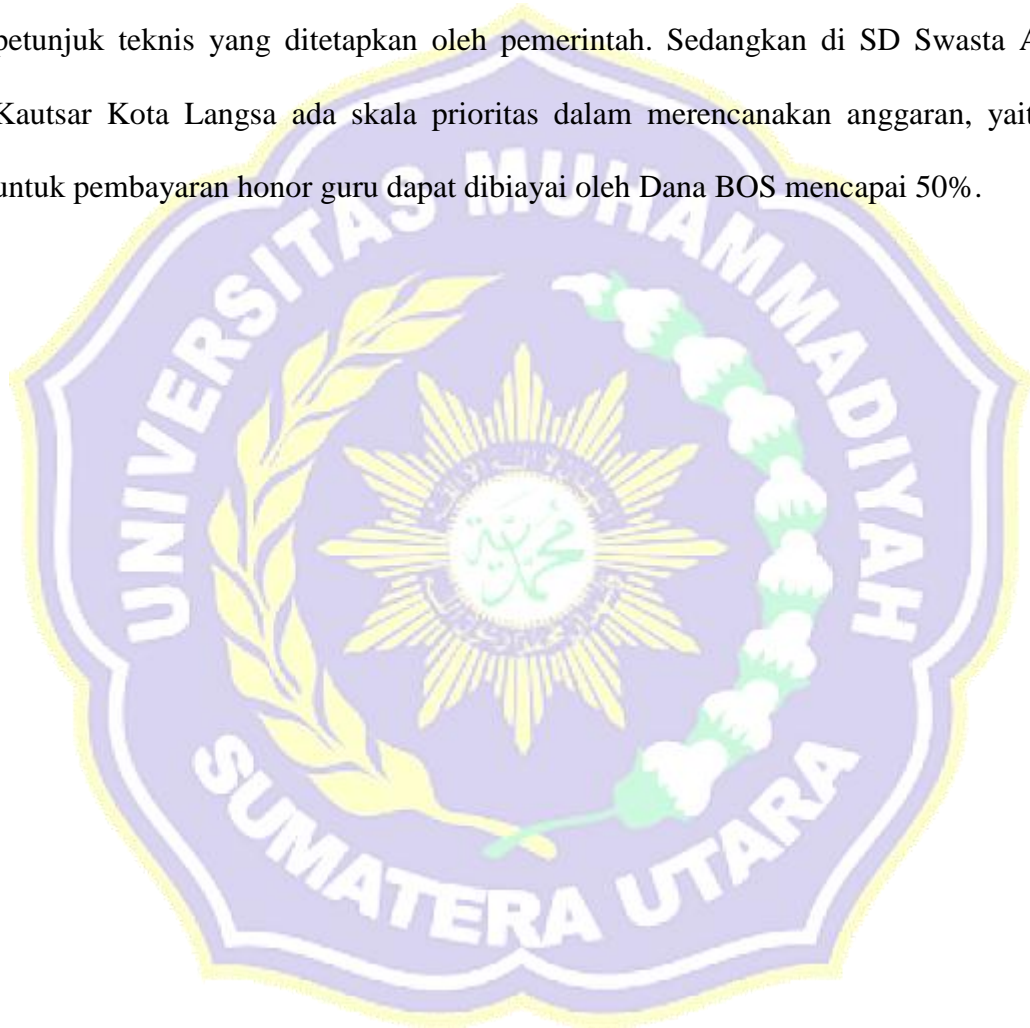 petunjuk teknis yang ditetapkan oleh pemerintah. Sedangkan di SD Swasta A
Kautsar Kota Langsa ada skala prioritas dalam merencanakan anggaran, yait
untuk pembayaran honor guru dapat dibiayai oleh Dana BOS mencapai 50%.
UNIVERSITAS MUHAMMADIYAH
SUMATERA UTARA